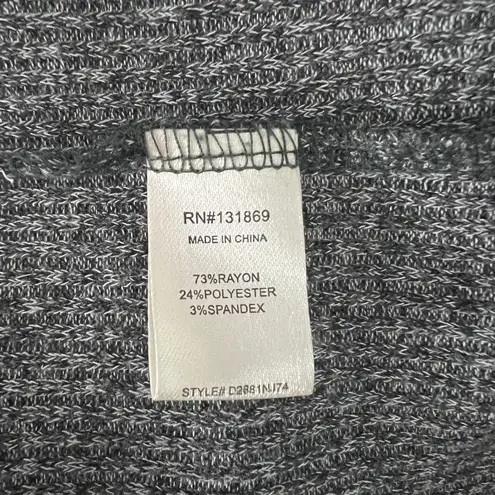 RN#131869
MADE IN CHINA
73%RAYON
24%POLYESTER
3%SPANDEX
STYLE# D2681NJ74